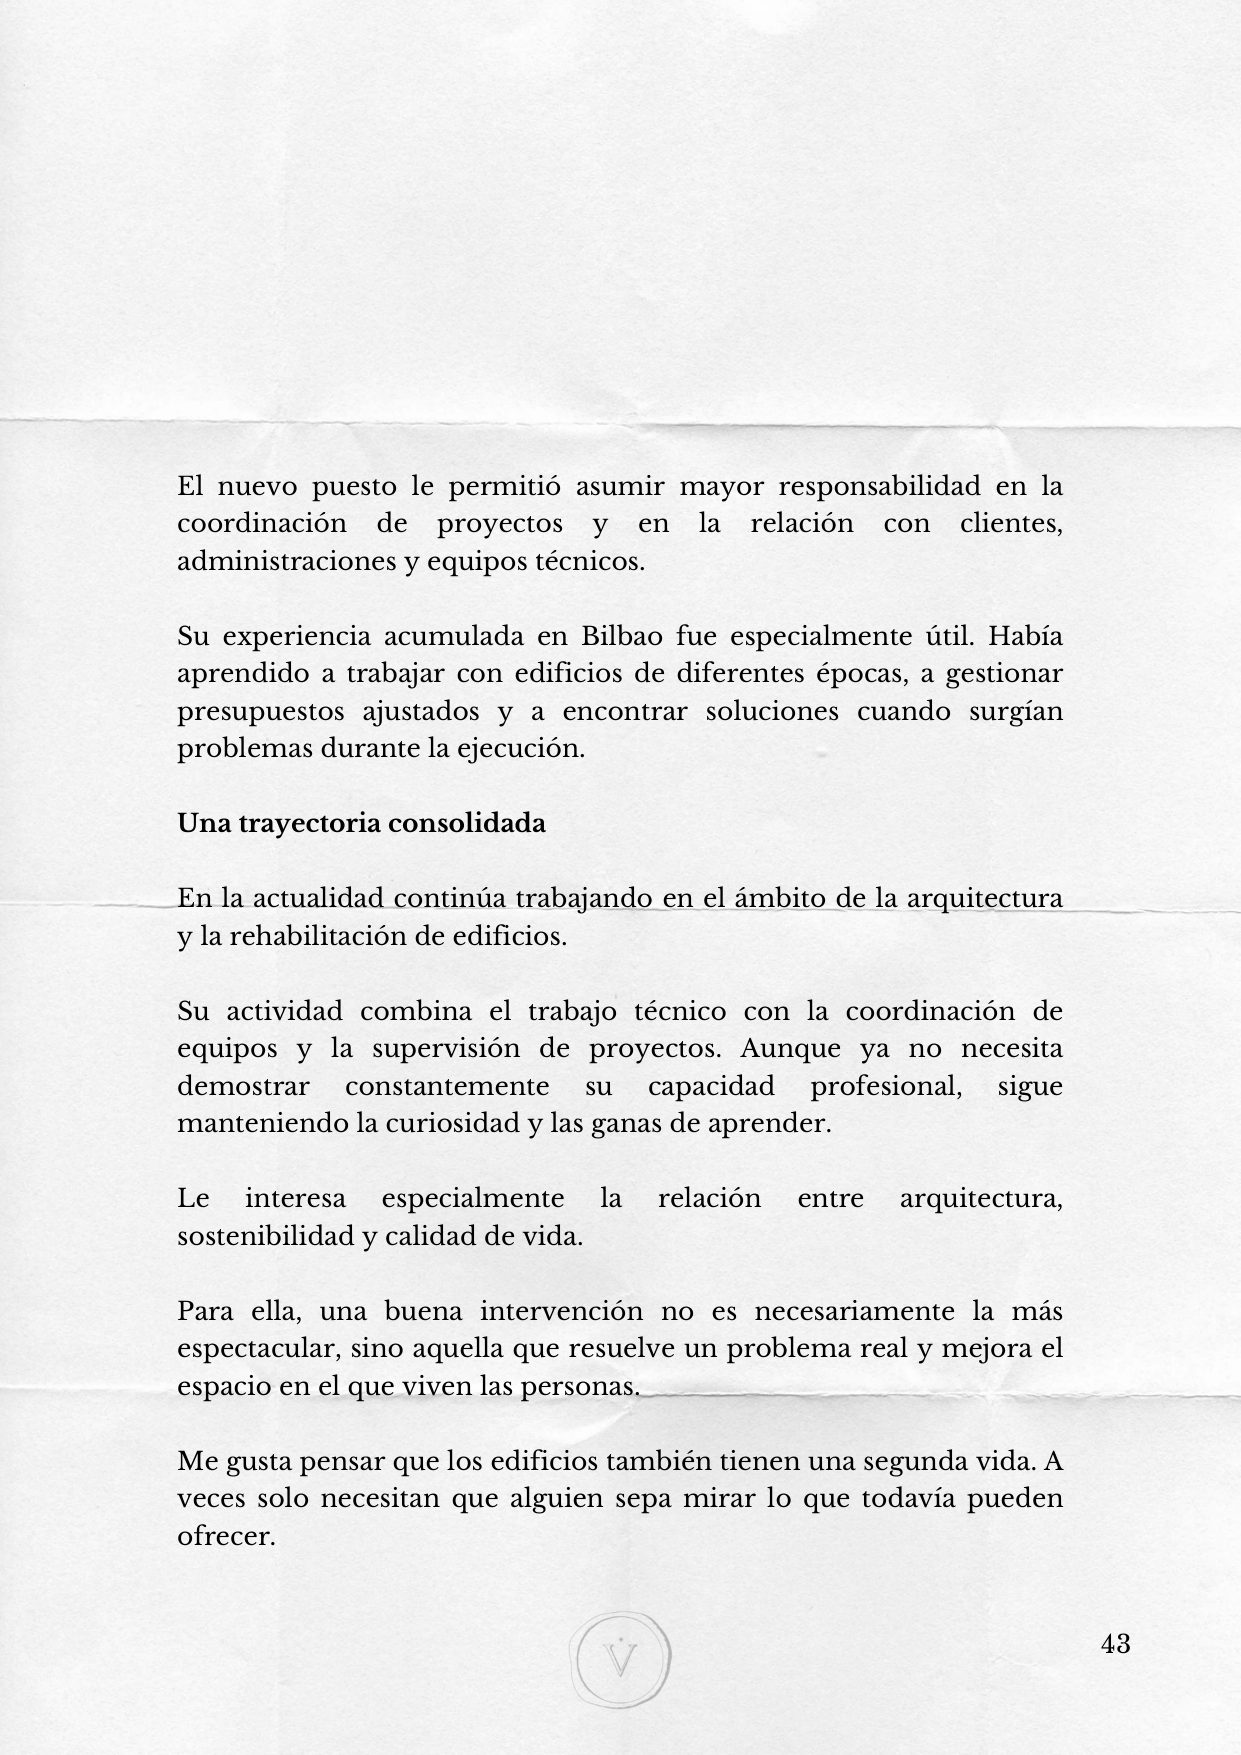 El nuevo puesto le permitió asumir mayor responsabilidad en la
coordinación de proyectos y en la relación con clientes,
administraciones y equipos técnicos.
Su experiencia acumulada en Bilbao fue especialmente útil. Había
aprendido a trabajar con edificios de diferentes épocas, a gestionar
presupuestos ajustados y a encontrar soluciones cuando surgían
problemas durante la ejecución.
Una trayectoria consolidada
En la actualidad continúa trabajando en el ámbito de la arquitectura
y la rehabilitación de edificios.
Su actividad combina el trabajo técnico con la coordinación de
equipos y la supervisión de proyectos. Aunque ya no necesita
demostrar constantemente su capacidad profesional, sigue
manteniendo la curiosidad y las ganas de aprender.
Le interesa especialmente la relación entre arquitectura,
sostenibilidad y calidad de vida.
Para ella, una buena intervención no es necesariamente la más
espectacular, sino aquella que resuelve un problema real y mejora el
espacio en el que viven las personas.
Me gusta pensar que los edificios también tienen una segunda vida. A
veces solo necesitan que alguien sepa mirar lo que todavía pueden
ofrecer.
V
43